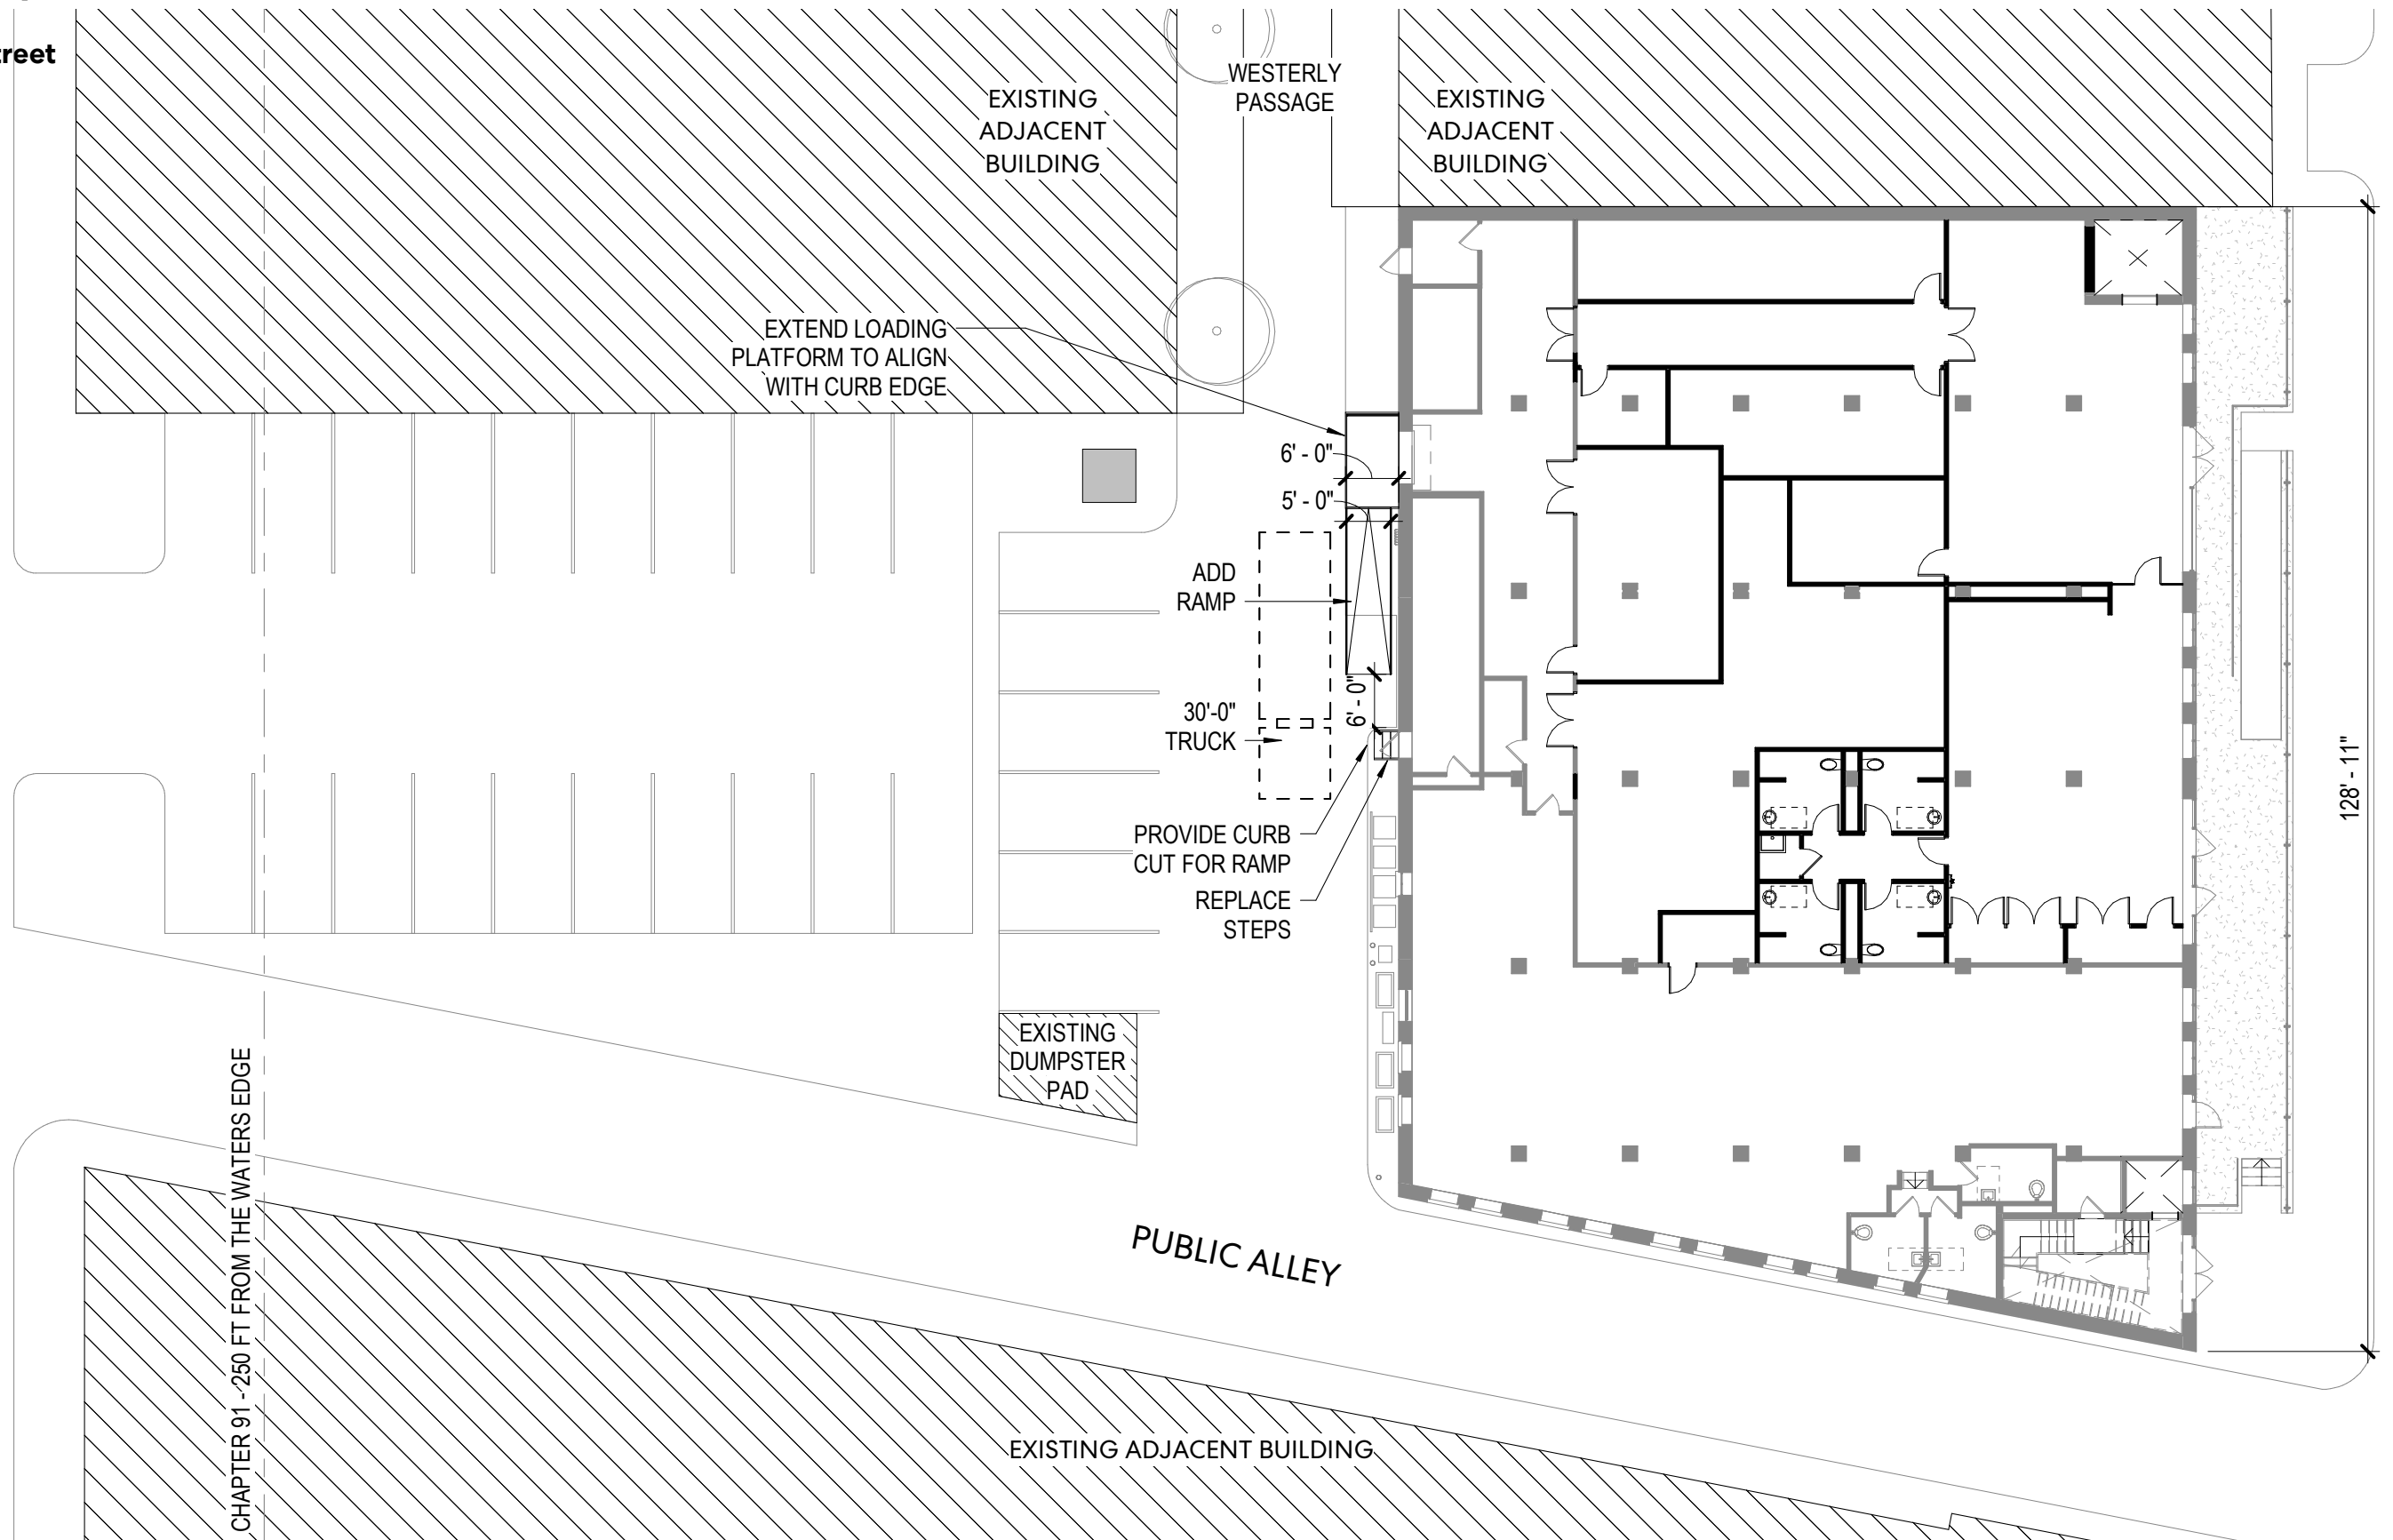 WESTERLY
PASSAGE
EXISTING
ADJACENT
BUILDING
EXISTING
ADJACENT
BUILDING
EXTEND LOADING
PLATFORM TO ALIGN
WITH CURB EDGE
6' - 0"
5' - 0"
ADD
RAMP
6' - 0"
30'-0"
TRUCK
128' - 11"
PROVIDE CURB
CUT FOR RAMP
REPLACE
STEPS
EXISTING
DUMPSTER
PAD
CHAPTER 91 - 250 FT FROM THE WATERS EDGE
PUBLIC ALLEY
EXISTING ADJACENT BUILDING